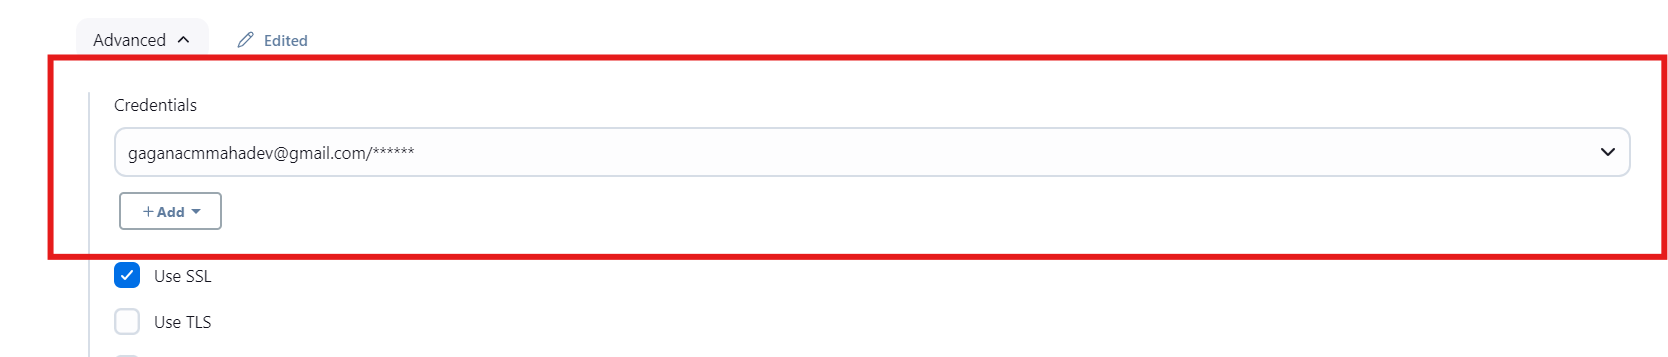 Advanced Edited
Credentials
gaganacmmahadev@gmail.com/******
+Add
Use SSL
Use TLS